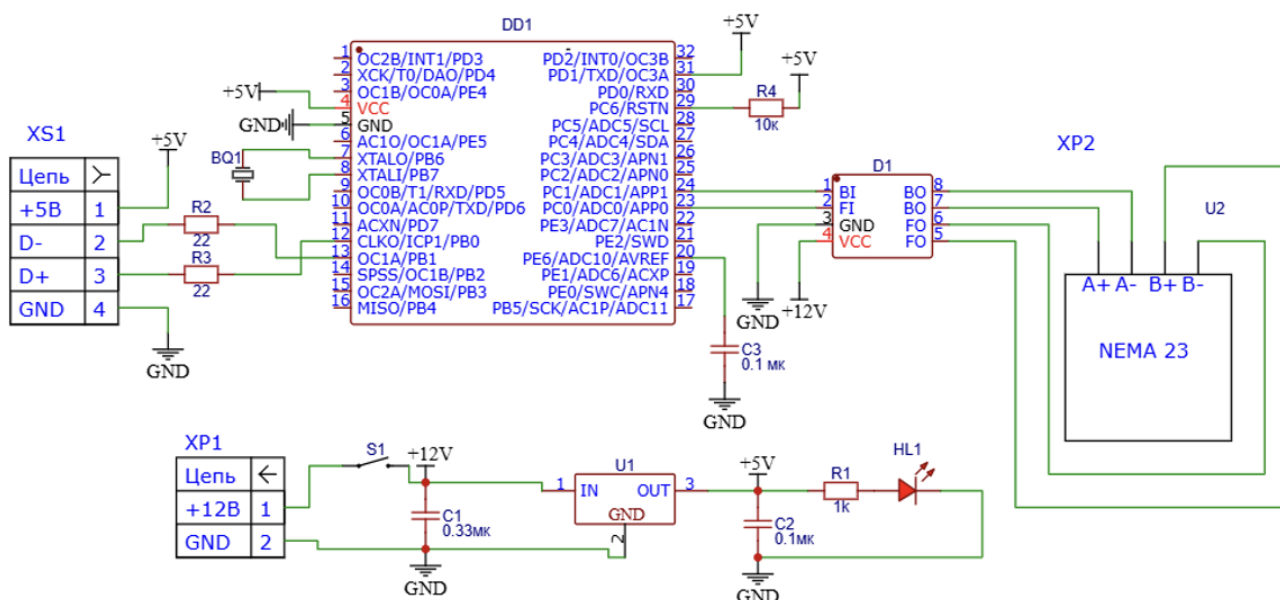 DD1
1 OC2B/INT1/PD3
2 XCK/T0/DAO/PD4
3 OC1B/OC0A/PE4
4 VCC
5 GND
6 AC1O/OC1A/PE5
7 XTALO/PB6
8 XTALI/PB7
9 OC0B/T1/RXD/PD5
10 OC0A/AC0P/TXD/PD6
11 ACXN/PD7
12 CLKO/ICP1/PB0
13 OC1A/PB1
14 SPSS/OC1B/PB2
15 OC2A/MOSI/PB3
16 MISO/PB4
PD2/INT0/OC3B 32
PD1/TXD/OC3A 31
PD0/RXD 30
PC6/RSTN 29
PC5/ADC5/SCL 28
PC4/ADC4/SDA 27
PC3/ADC3/APN1 26
PC2/ADC2/APN0 25
PC1/ADC1/APP1 24
PC0/ADC0/APP0 23
PE3/ADC7/AC1N 22
PE2/SWD 21
PE6/ADC10/AVREF 20
PE1/ADC6/ACXP 19
PE0/SWC/APN4 18
PB5/SCK/AC1P/ADC11 17
+5V
GND
BQ1
+5V
+5V
R4
10к
XS1
+5V
Цепь
+5В 1
D- 2
D+ 3
GND 4
R2
22
R3
22
GND
D1
1 BI
2 FI
3 GND
4 VCC
BO 8
BO 7
FO 6
FO 5
GND
+12V
C3
0.1 мк
GND
XP2
U2
A+ A- B+ B-
NEMA 23
XP1
Цепь
+12В 1
GND 2
S1
+12V
C1
0.33мк
GND
U1
1 IN
OUT 3
GND
2
+5V
C2
0.1мк
GND
R1
1k
HL1